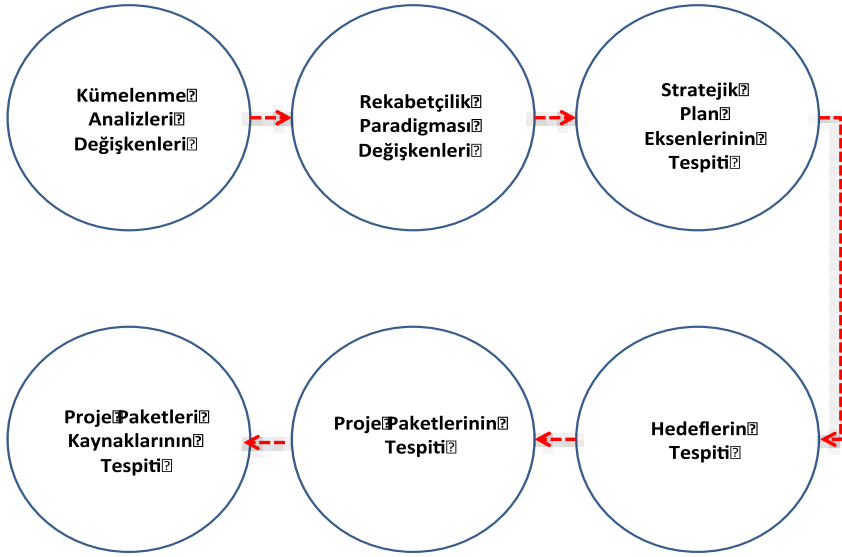 Kümelenme
Analizleri
Değişkenleri
Rekabetçilik
Paradigması
Değişkenleri
Stratejik
Plan
Eksenlerinin
Tespiti
Hedeflerin
Tespiti
Proje Paketlerinin
Tespiti
Proje Paketleri
Kaynaklarının
Tespiti